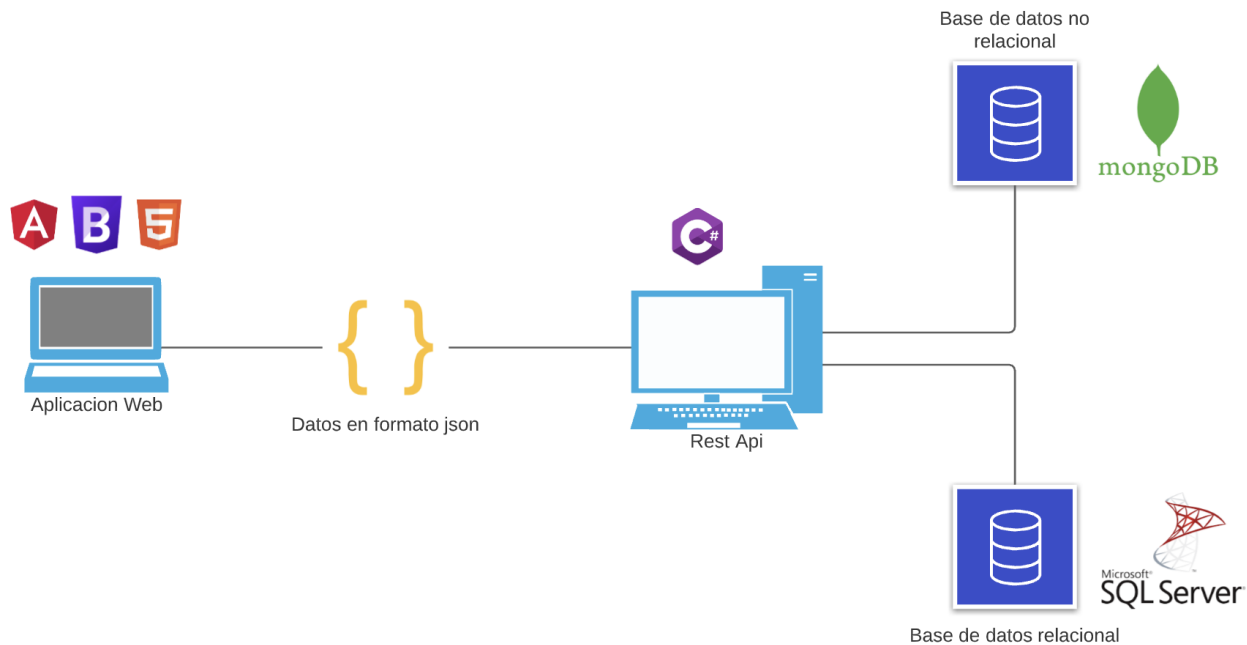 Base de datos no
relacional
mongoDB
A B 5
C#
Aplicacion Web
{ }
Datos en formato json
Rest Api
Microsoft®
SQL Server
Base de datos relacional